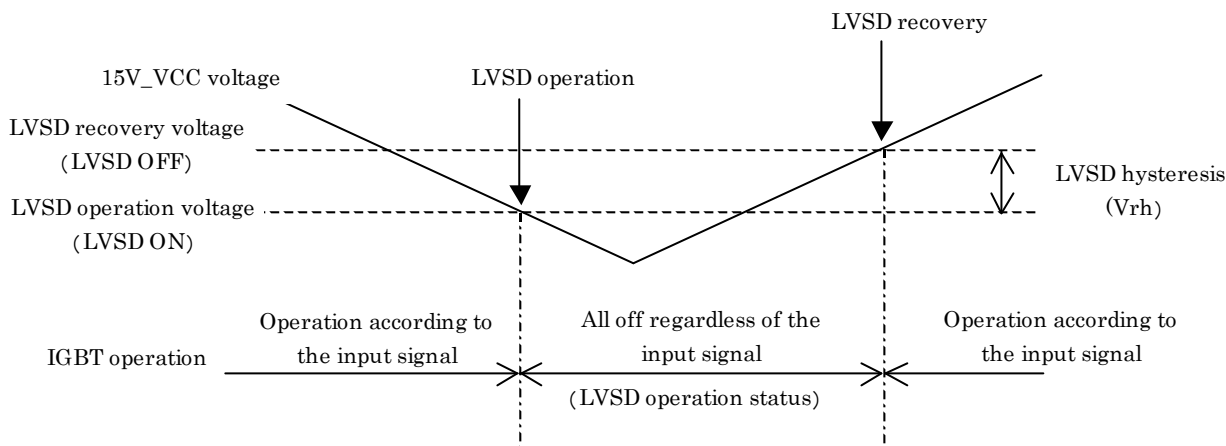 LVSD recovery
15V_VCC voltage
LVSD operation
LVSD recovery voltage
(LVSD OFF)
LVSD hysteresis
(Vrh)
LVSD operation voltage
(LVSD ON)
Operation according to
the input signal
All off regardless of the
input signal
Operation according to
the input signal
IGBT operation
(LVSD operation status)